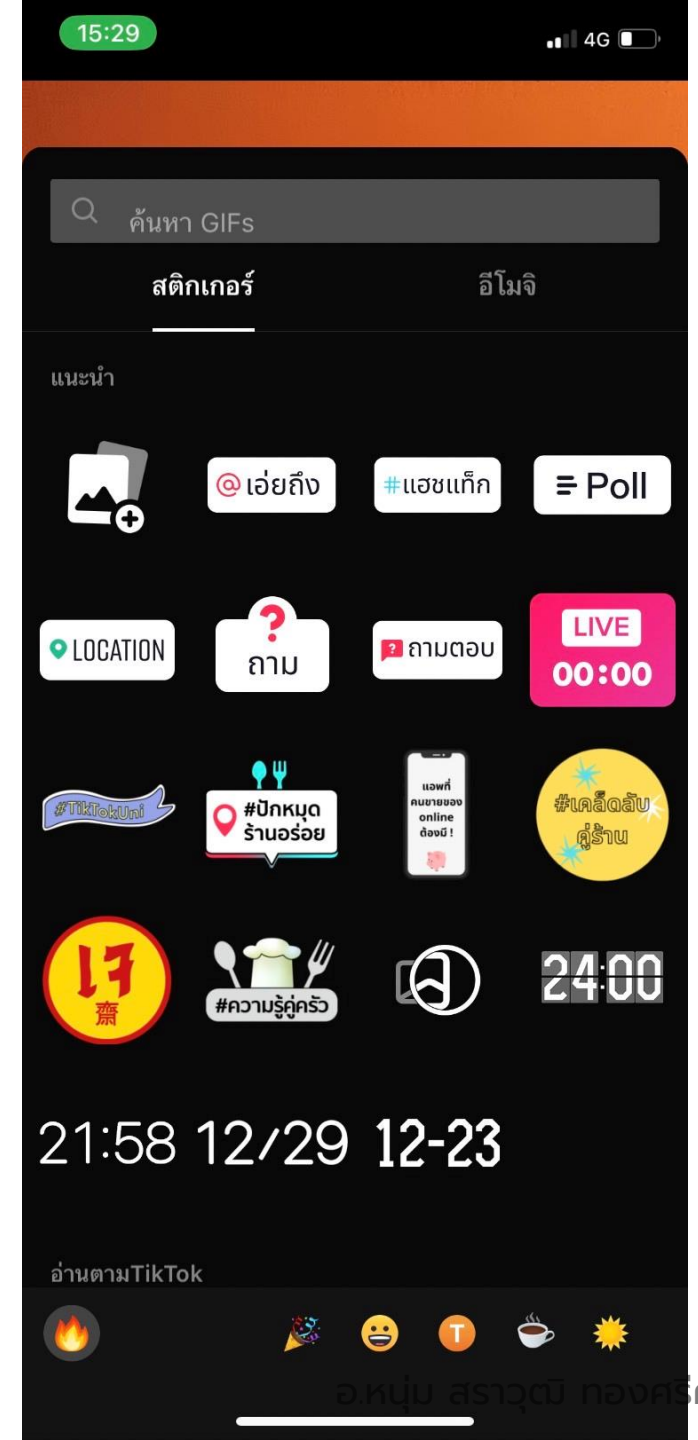 15:29
4G
ค้นหา GIFs
สติกเกอร์ อีโมจิ
แนะนำ
@เอ่ยถึง
#แฮชแท็ก
Poll
LOCATION
?
ถาม
? ถามตอบ
LIVE
00:00
#TikTokUni
#ปักหมุด
ร้านอร่อย
แอพที่
คนขายของ
online
ต้องมี !
#เคล็ดลับ
คู่ร้าน
เจ
齋
#ความรู้คู่ครัว
24:00
21:58
12/29
12-23
อ่านตามTikTok
T
อ.หนุ่ม สราวุฒิ ทองศรี